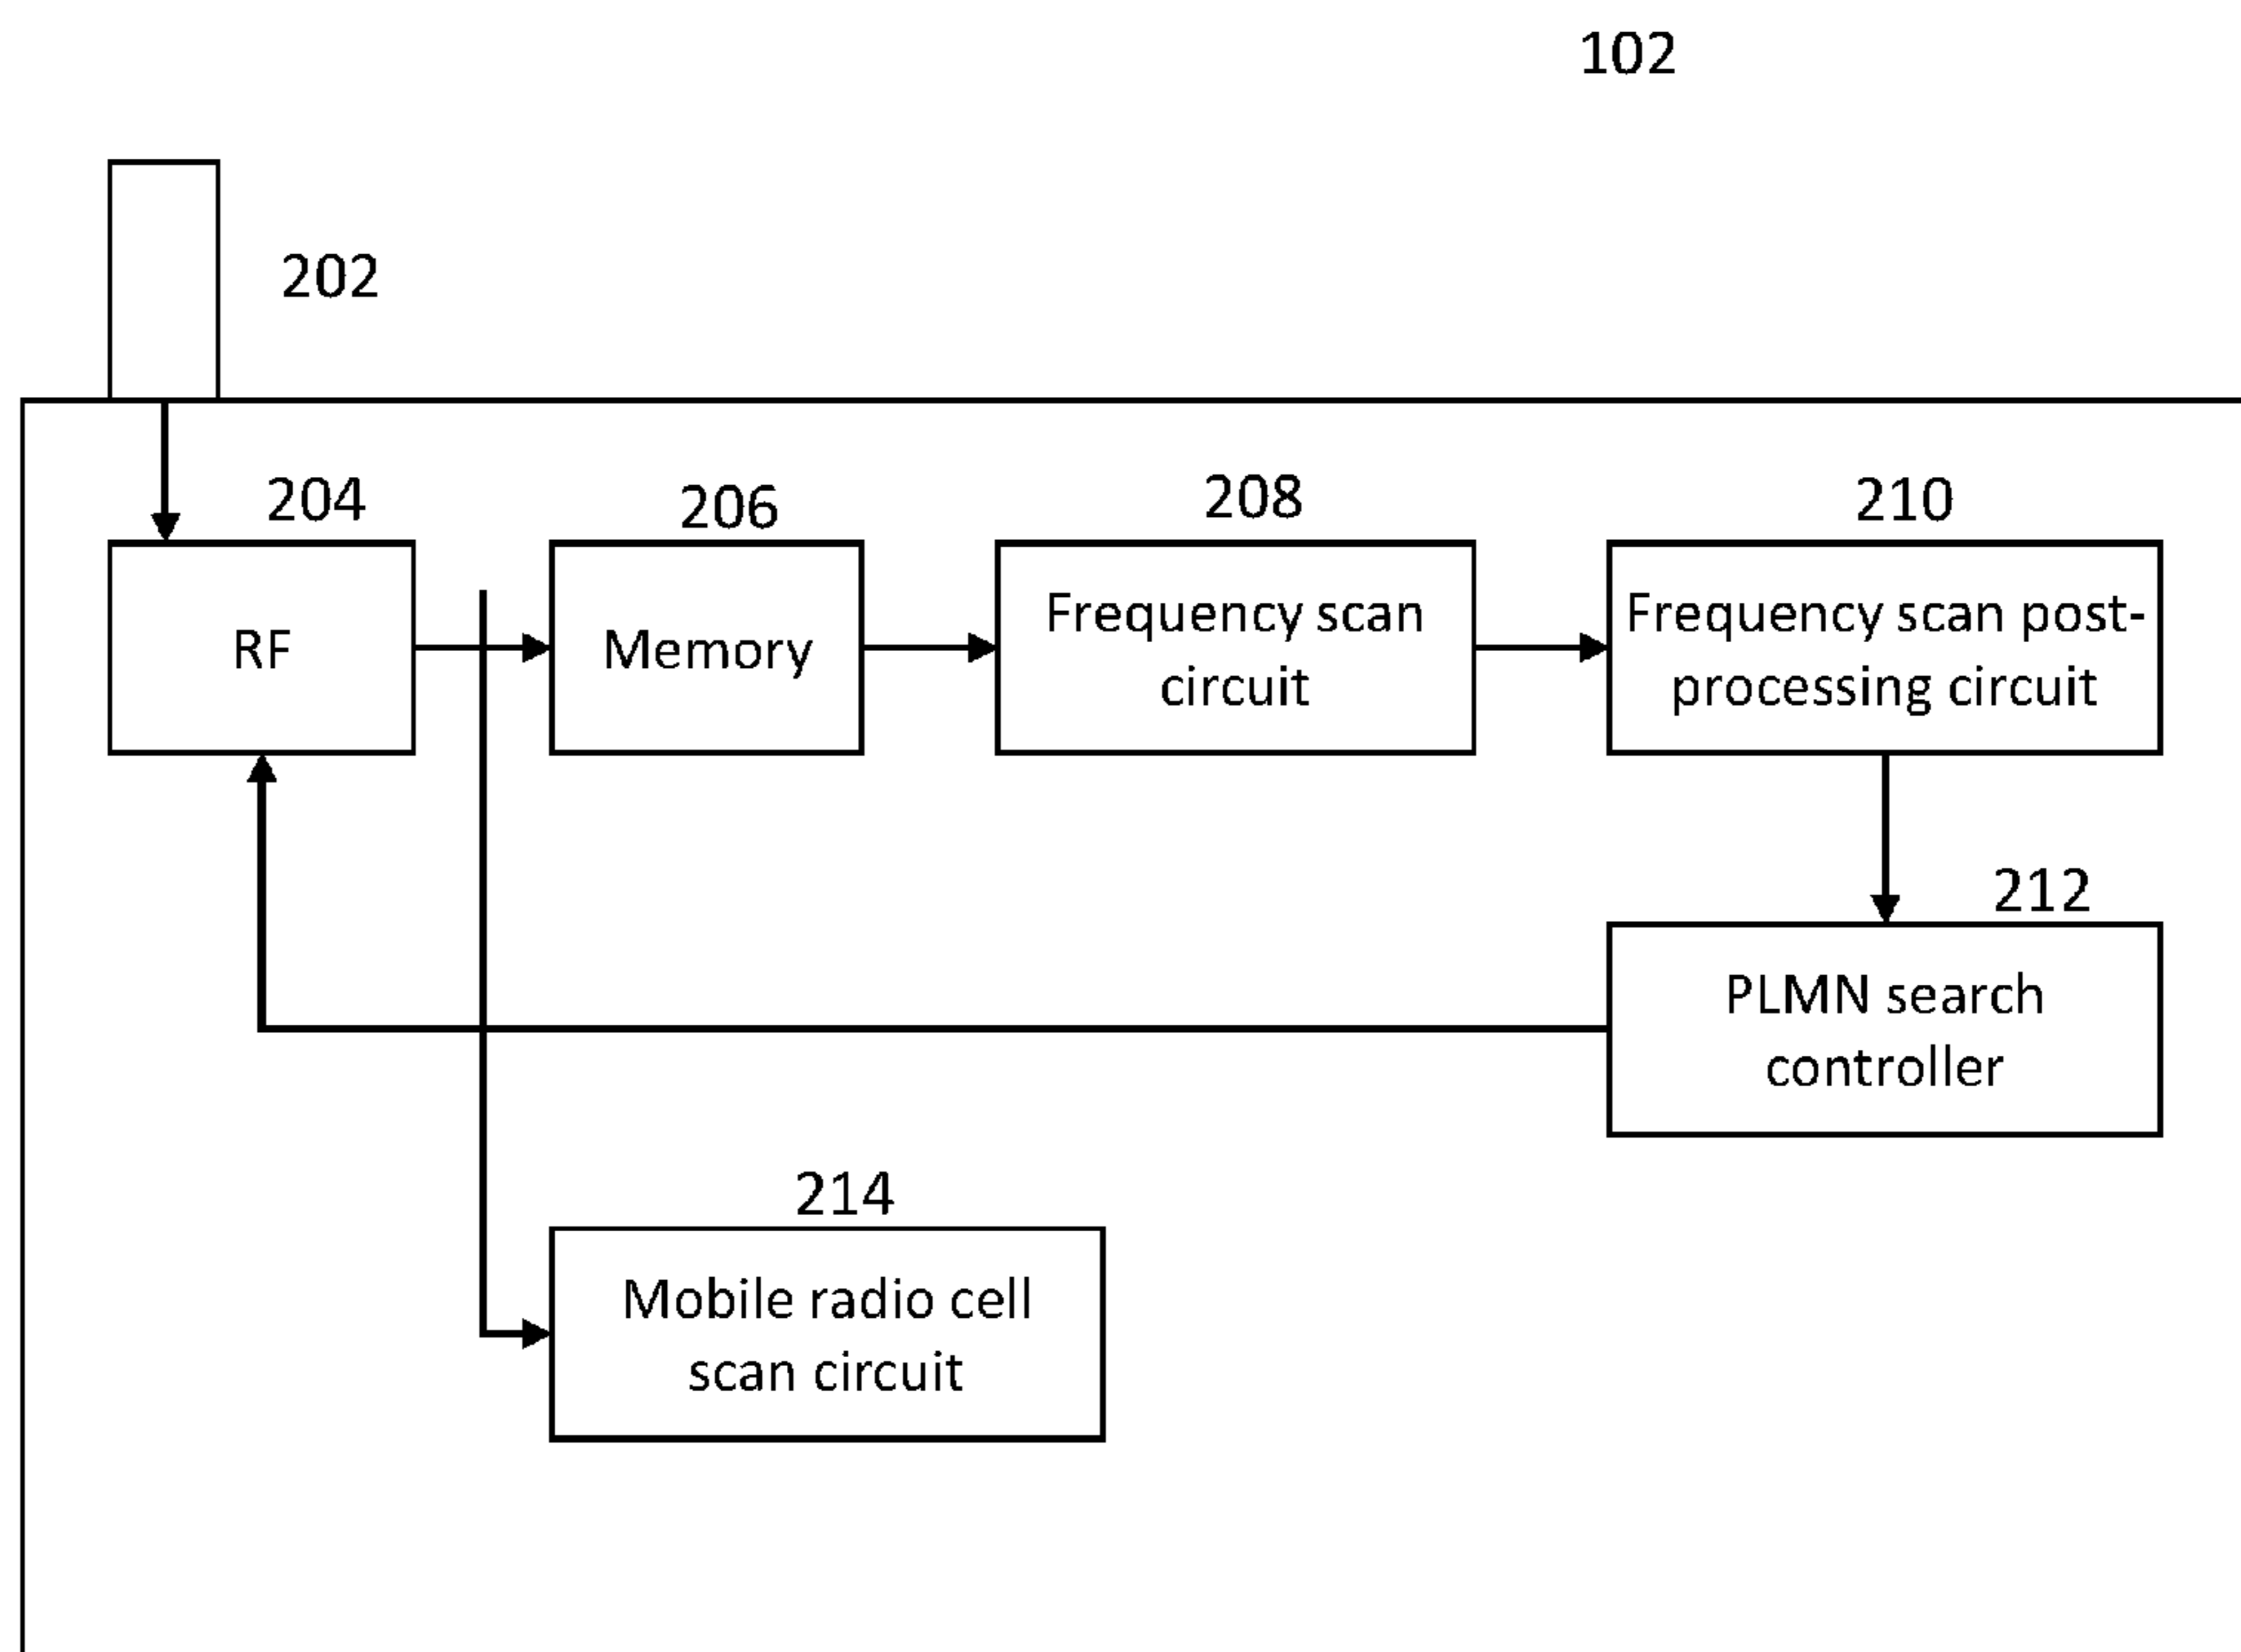 102
202
204
206
208
210
RF
Memory
Frequency scan
circuit
Frequency scan post-
processing circuit
212
PLMN search
controller
214
Mobile radio cell
scan circuit